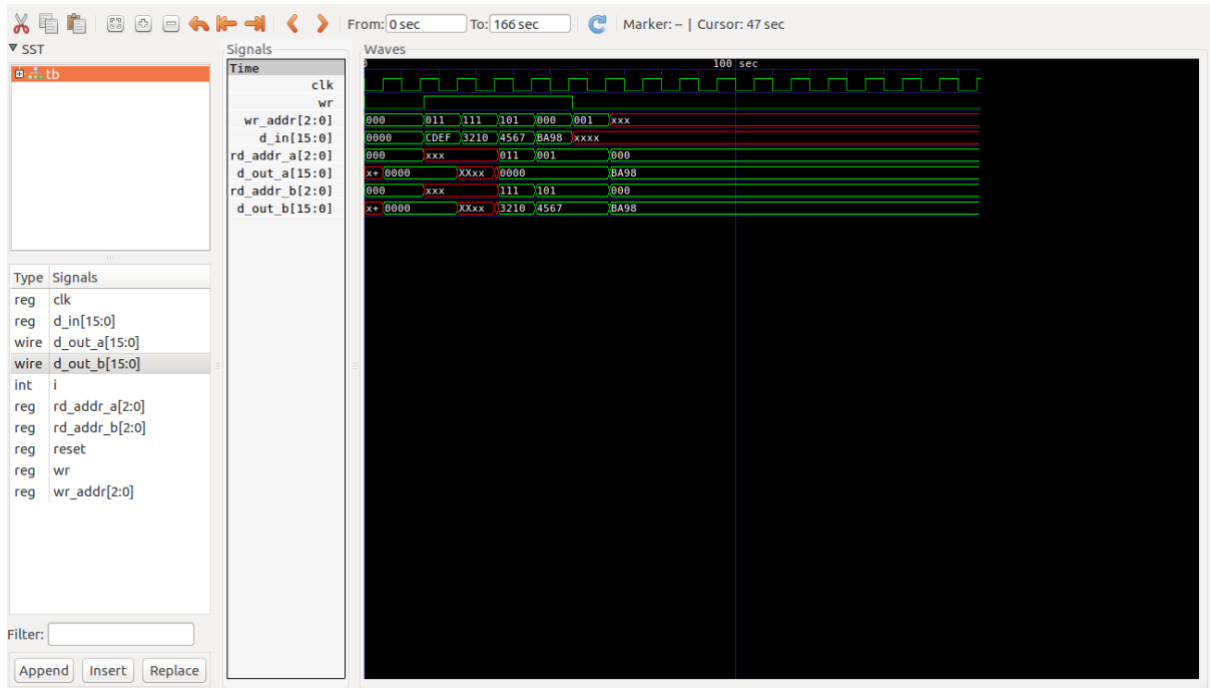 From: 0 sec To: 166 sec Marker: -- | Cursor: 47 sec
SST
tb
Type Signals
reg clk
reg d_in[15:0]
wire d_out_a[15:0]
wire d_out_b[15:0]
int i
reg rd_addr_a[2:0]
reg rd_addr_b[2:0]
reg reset
reg wr
reg wr_addr[2:0]
Filter:
Append Insert Replace
Signals
Time
clk
wr
wr_addr[2:0]
d_in[15:0]
rd_addr_a[2:0]
d_out_a[15:0]
rd_addr_b[2:0]
d_out_b[15:0]
Waves
0 100 sec
000 011 111 101 000 001 xxx
0000 CDEF 3210 4567 BA98 xxxx
000 xxx 011 001 000
x+ 0000 XXxx 0000 BA98
000 xxx 111 101 000
x+ 0000 XXxx 3210 4567 BA98